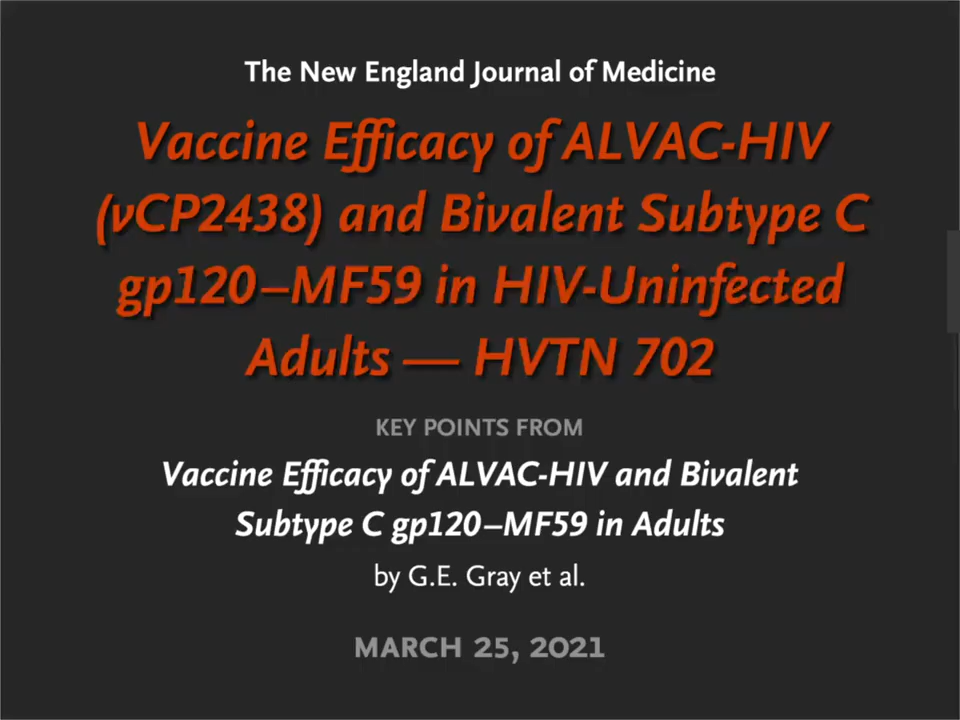 The New England Journal of Medicine
Vaccine Efficacy of ALVAC-HIV
(vCP2438) and Bivalent Subtype C
gp120–MF59 in HIV-Uninfected
Adults — HVTN 702
KEY POINTS FROM
Vaccine Efficacy of ALVAC-HIV and Bivalent
Subtype C gp120–MF59 in Adults
by G.E. Gray et al.
MARCH 25, 2021